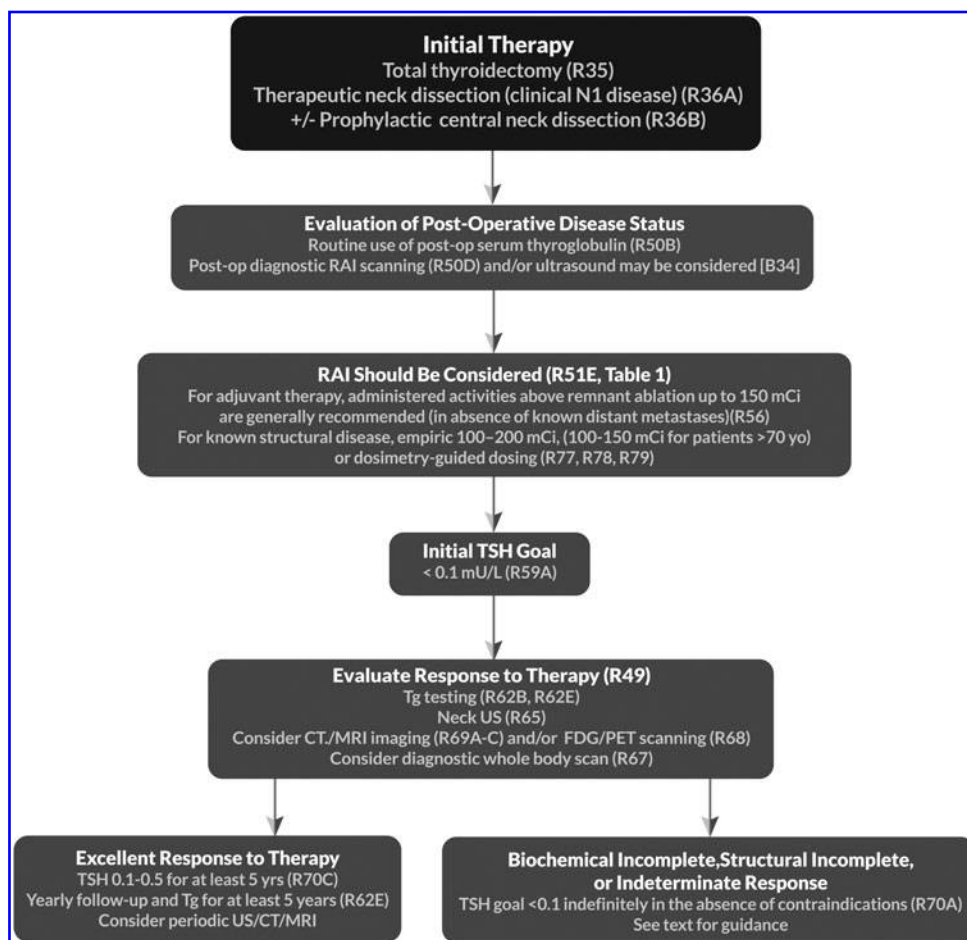 Initial Therapy
Total thyroidectomy (R35)
Therapeutic neck dissection (clinical N1 disease) (R36A)
+/- Prophylactic central neck dissection (R36B)
Evaluation of Post-Operative Disease Status
Routine use of post-op serum thyroglobulin (R50B)
Post-op diagnostic RAI scanning (R50D) and/or ultrasound may be considered [B34]
RAI Should Be Considered (R51E, Table 1)
For adjuvant therapy, administered activities above remnant ablation up to 150 mCi
are generally recommended (in absence of known distant metastases)(R56)
For known structural disease, empiric 100–200 mCi, (100-150 mCi for patients >70 yo)
or dosimetry-guided dosing (R77, R78, R79)
Initial TSH Goal
< 0.1 mU/L (R59A)
Evaluate Response to Therapy (R49)
Tg testing (R62B, R62E)
Neck US (R65)
Consider CT./MRI imaging (R69A-C) and/or FDG/PET scanning (R68)
Consider diagnostic whole body scan (R67)
Excellent Response to Therapy
TSH 0.1-0.5 for at least 5 yrs (R70C)
Yearly follow-up and Tg for at least 5 years (R62E)
Consider periodic US/CT/MRI
Biochemical Incomplete,Structural Incomplete,
or Indeterminate Response
TSH goal <0.1 indefinitely in the absence of contraindications (R70A)
See text for guidance